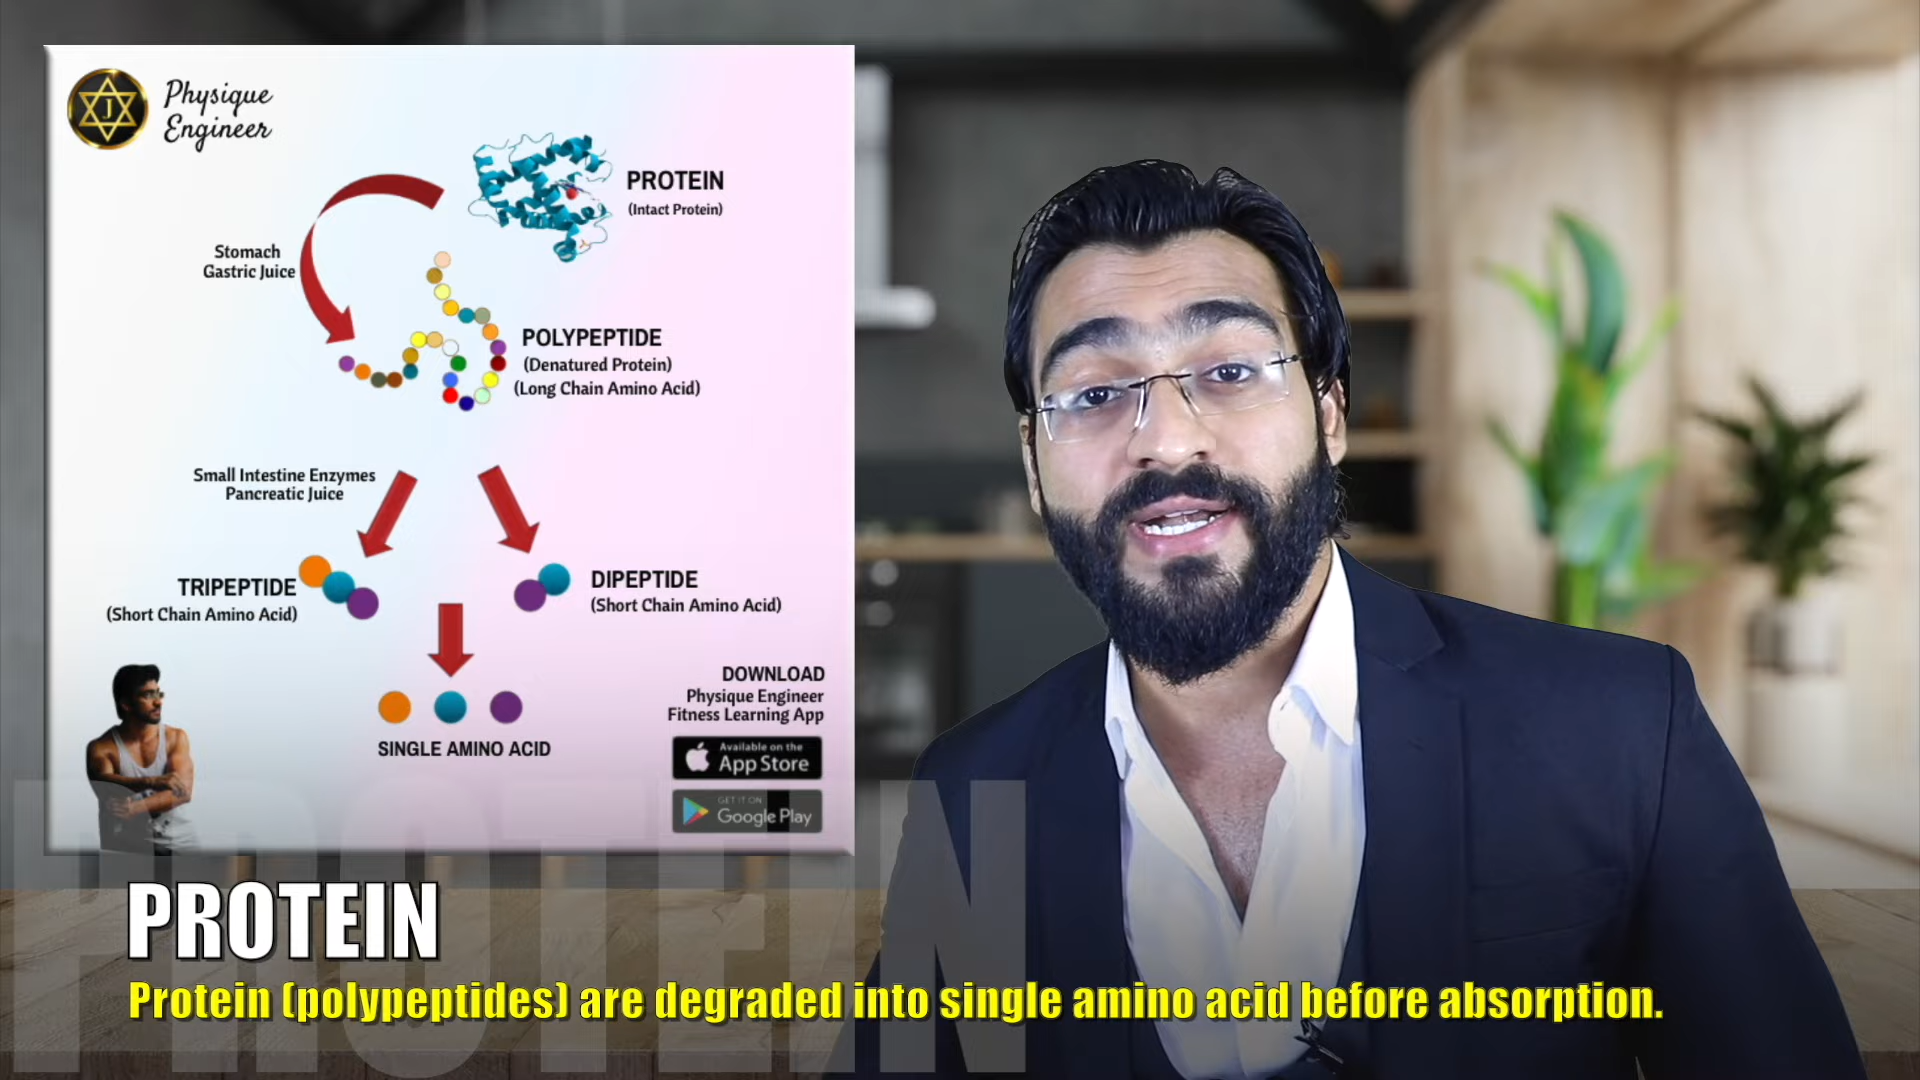 Physique
Engineer
J
PROTEIN
(Intact Protein)
Stomach
Gastric Juice
POLYPEPTIDE
(Denatured Protein)
(Long Chain Amino Acid)
Small Intestine Enzymes
Pancreatic Juice
TRIPEPTIDE
(Short Chain Amino Acid)
DIPEPTIDE
(Short Chain Amino Acid)
SINGLE AMINO ACID
DOWNLOAD
Physique Engineer
Fitness Learning App
Available on the
App Store
GET IT ON
Google Play
PROTEIN
PROTEIN
Protein (polypeptides) are degraded into single amino acid before absorption.